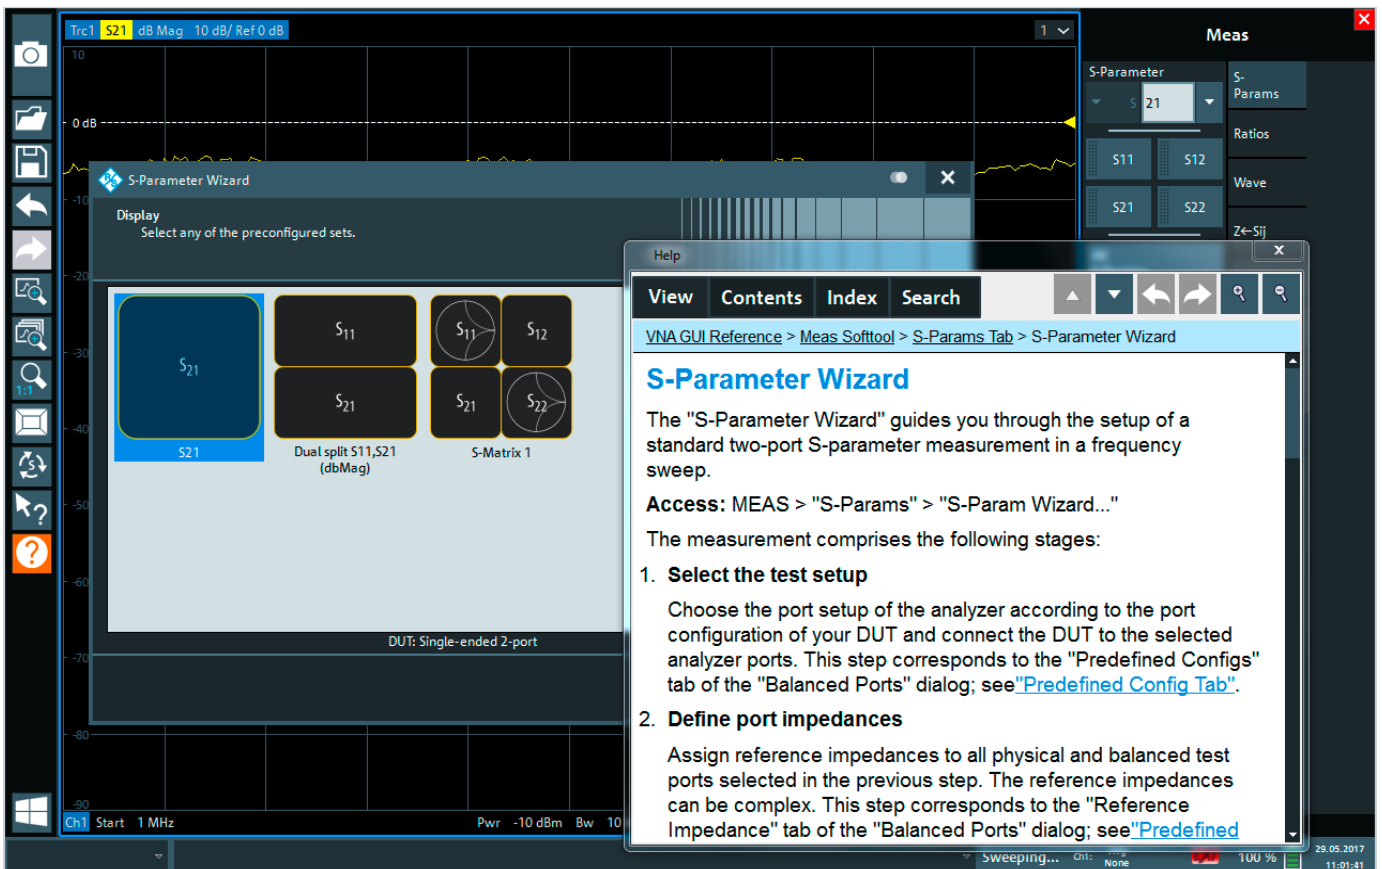 Trc1 S21 dB Mag 10 dB/ Ref 0 dB
1
Meas
10
S-Parameter
S 21
S-
Params
0 dB
Ratios
S11 S12
Wave
S21 S22
Z←Sij
S-Parameter Wizard
-10
Display
Select any of the preconfigured sets.
-20
-30
-40
-50
-60
-70
-80
-90
1:1
S
?
?
S21
S11
S21
S11 S12
S21 S22
S21
Dual split S11,S21
(dbMag)
S-Matrix 1
DUT: Single-ended 2-port
Help
View Contents Index Search
VNA GUI Reference > Meas Softtool > S-Params Tab > S-Parameter Wizard
S-Parameter Wizard
The "S-Parameter Wizard" guides you through the setup of a
standard two-port S-parameter measurement in a frequency
sweep.
Access: MEAS > "S-Params" > "S-Param Wizard..."
The measurement comprises the following stages:
1. Select the test setup
Choose the port setup of the analyzer according to the port
configuration of your DUT and connect the DUT to the selected
analyzer ports. This step corresponds to the "Predefined Configs"
tab of the "Balanced Ports" dialog; see"Predefined Config Tab".
2. Define port impedances
Assign reference impedances to all physical and balanced test
ports selected in the previous step. The reference impedances
can be complex. This step corresponds to the "Reference
Impedance" tab of the "Balanced Ports" dialog; see"Predefined
Ch1 Start 1 MHz Pwr -10 dBm Bw 10
Sweeping... Ch1: None 100 %
29.05.2017
11:01:41